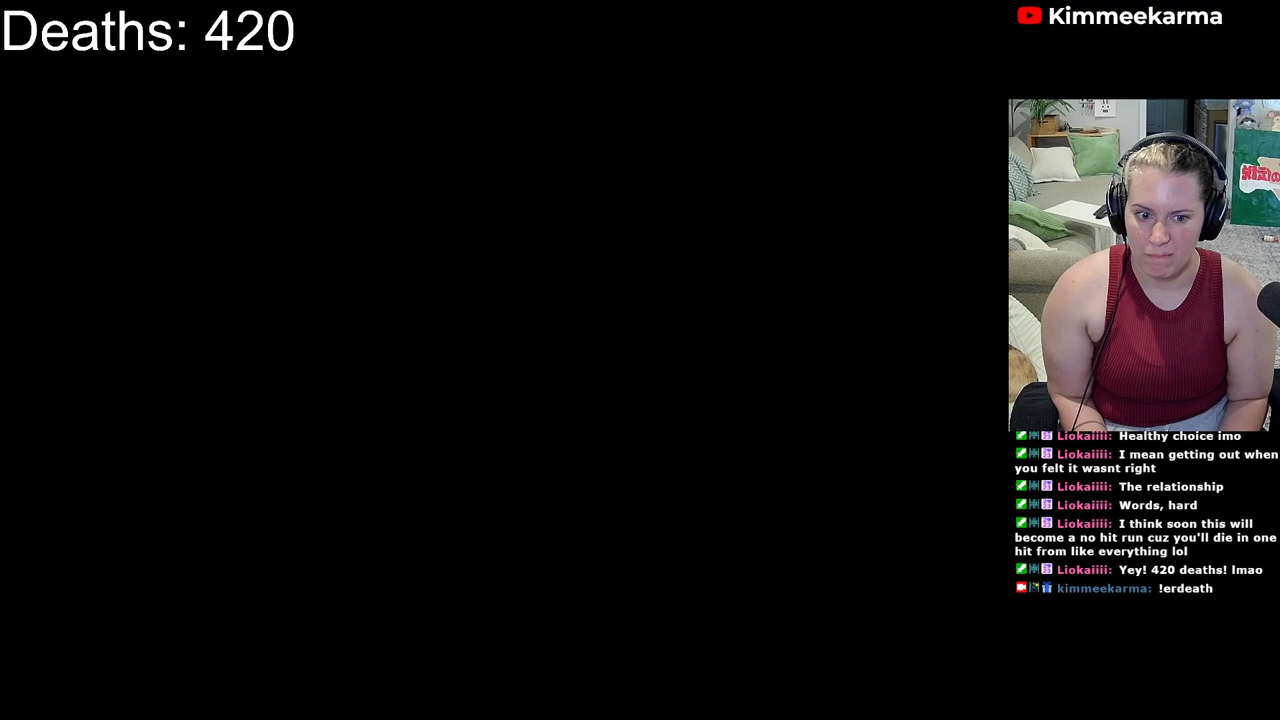 Deaths: 420
Kimmeekarma
Liokaiiii: Healthy choice imo
Liokaiiii: I mean getting out when
you felt it wasnt right
Liokaiiii: The relationship
Liokaiiii: Words, hard
Liokaiiii: I think soon this will
become a no hit run cuz you'll die in one
hit from like everything lol
Liokaiiii: Yey! 420 deaths! lmao
kimmeekarma: !erdeath